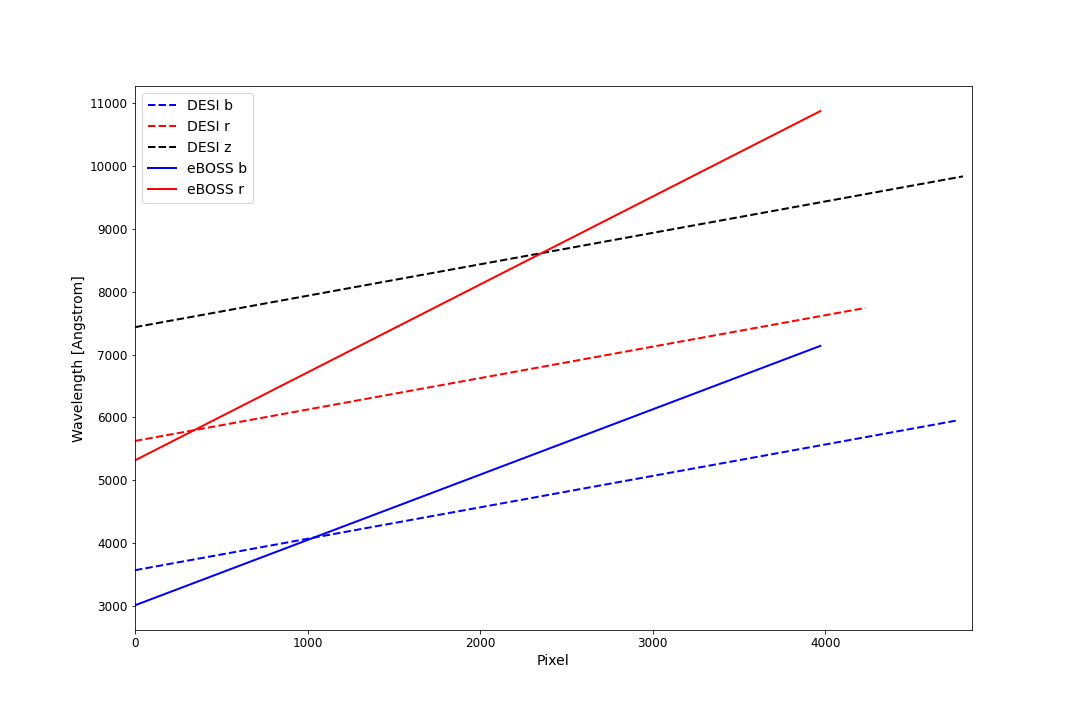 DESI b
DESI r
DESI z
eBOSS b
eBOSS r
11000
10000
9000
8000
7000
6000
5000
4000
3000
Wavelength [Angstrom]
0 1000 2000 3000 4000
Pixel